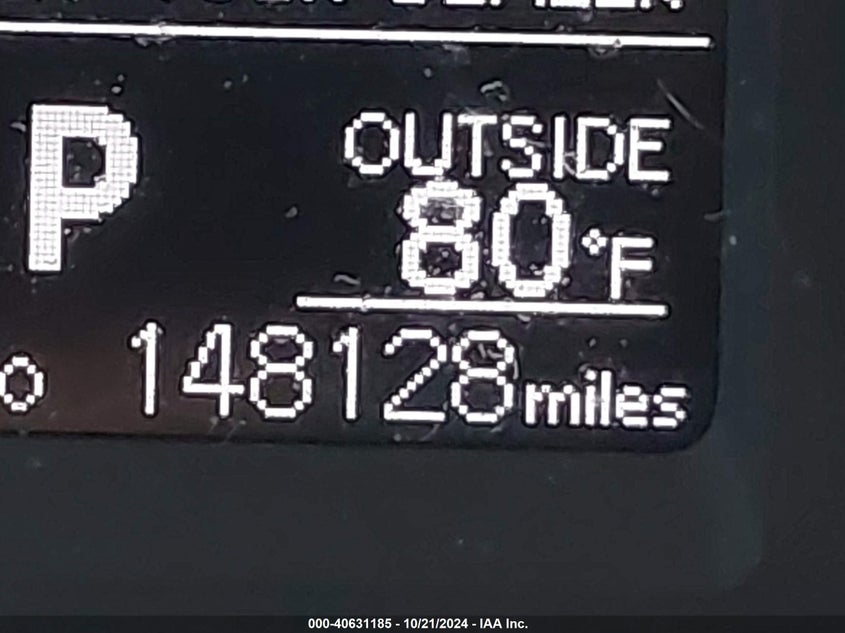 P
OUTSIDE
80°F
o 148128 miles
000-40631185 - 10/21/2024 - IAA Inc.